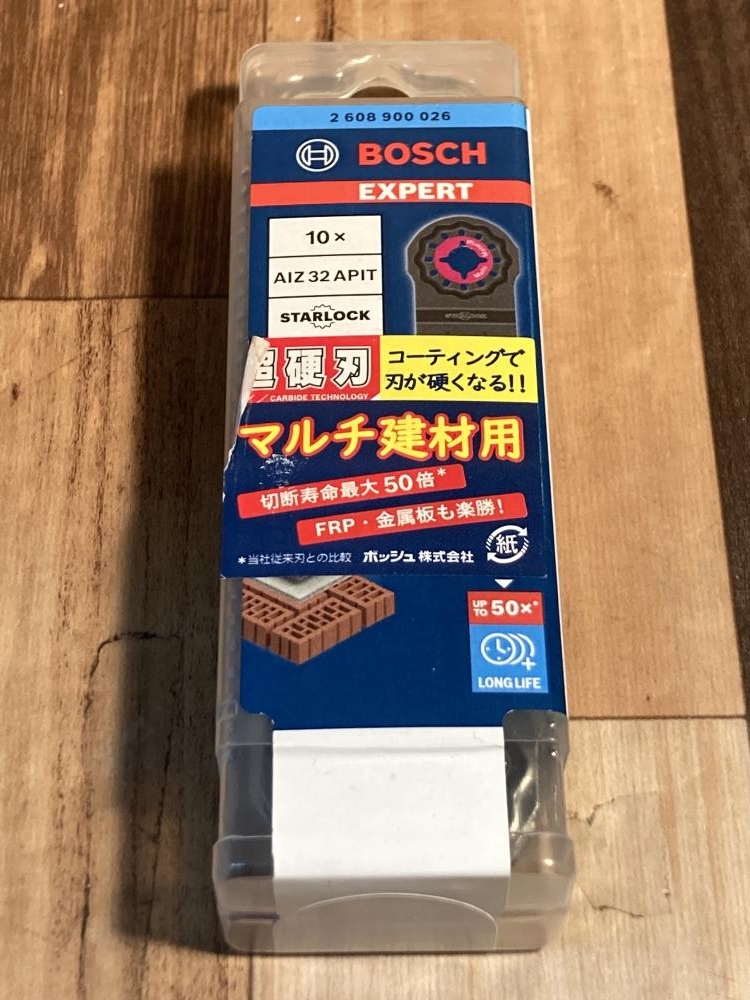 2 608 900 026
BOSCH
EXPERT
10×
AIZ 32 APIT
STARLOCK
超硬刃
CARBIDE TECHNOLOGY
コーティングで
刃が硬くなる!!
マルチ建材用
切断寿命最大50倍*
FRP・金属板も楽勝!
*当社従来刃との比較 ボッシュ株式会社
紙
UP TO 50×*
LONG LIFE